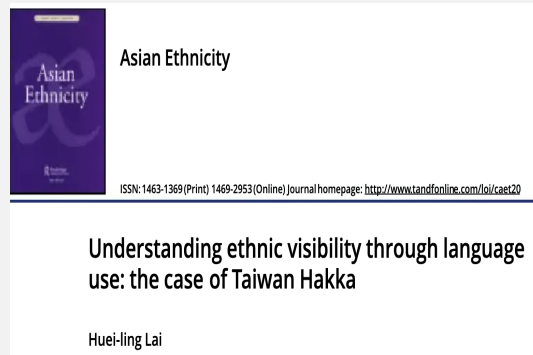 Asian
Ethnicity
Asian Ethnicity
ISSN: 1463-1369 (Print) 1469-2953 (Online) Journal homepage: http://www.tandfonline.com/loi/caet20
Understanding ethnic visibility through language
use: the case of Taiwan Hakka
Huei-ling Lai